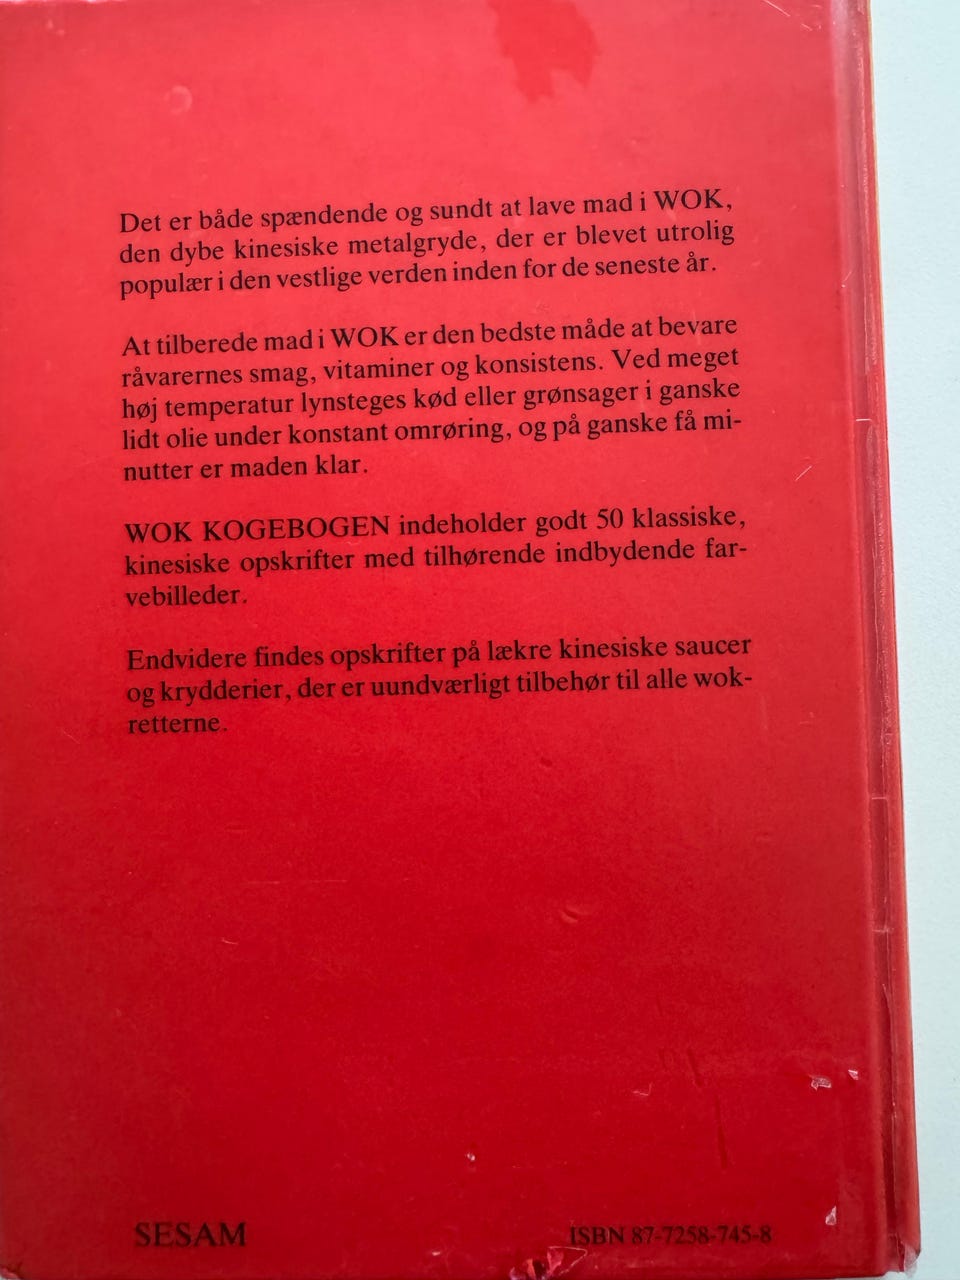 Det er både spændende og sundt at lave mad i WOK,
den dybe kinesiske metalgryde, der er blevet utrolig
populær i den vestlige verden inden for de seneste år.
At tilberede mad i WOK er den bedste måde at bevare
råvarernes smag, vitaminer og konsistens. Ved meget
høj temperatur lynsteges kød eller grønsager i ganske
lidt olie under konstant omrøring, og på ganske få mi-
nutter er maden klar.
WOK KOGEBOGEN indeholder godt 50 klassiske,
kinesiske opskrifter med tilhørende indbydende far-
vebilleder.
Endvidere findes opskrifter på lækre kinesiske saucer
og krydderier, der er uundværligt tilbehør til alle wok-
retterne.
SESAM
ISBN 87-7258-745-8